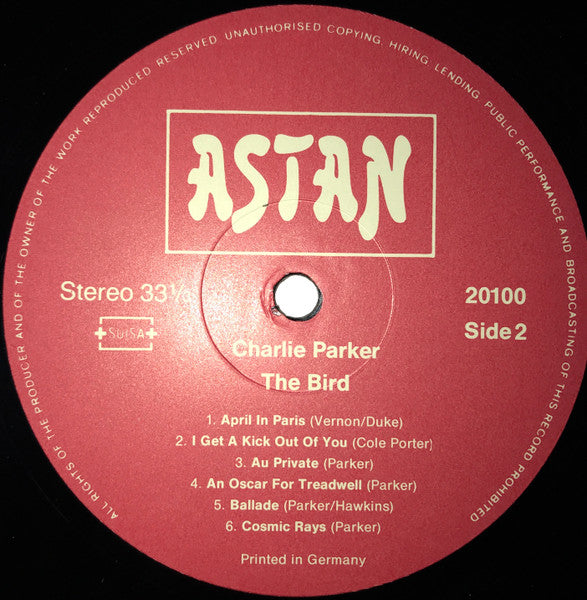 ALL RIGHTS OF THE PRODUCER AND OF THE OWNER OF THE WORK REPRODUCED RESERVED. UNAUTHORISED COPYING, HIRING, LENDING, PUBLIC PERFORMANCE AND BROADCASTING OF THIS RECORD PROHIBITED
ASTAN
Stereo 33⅓
20100
SUISA
Side 2
Charlie Parker
The Bird
1. April In Paris (Vernon/Duke)
2. I Get A Kick Out Of You (Cole Porter)
3. Au Private (Parker)
4. An Oscar For Treadwell (Parker)
5. Ballade (Parker/Hawkins)
6. Cosmic Rays (Parker)
Printed in Germany